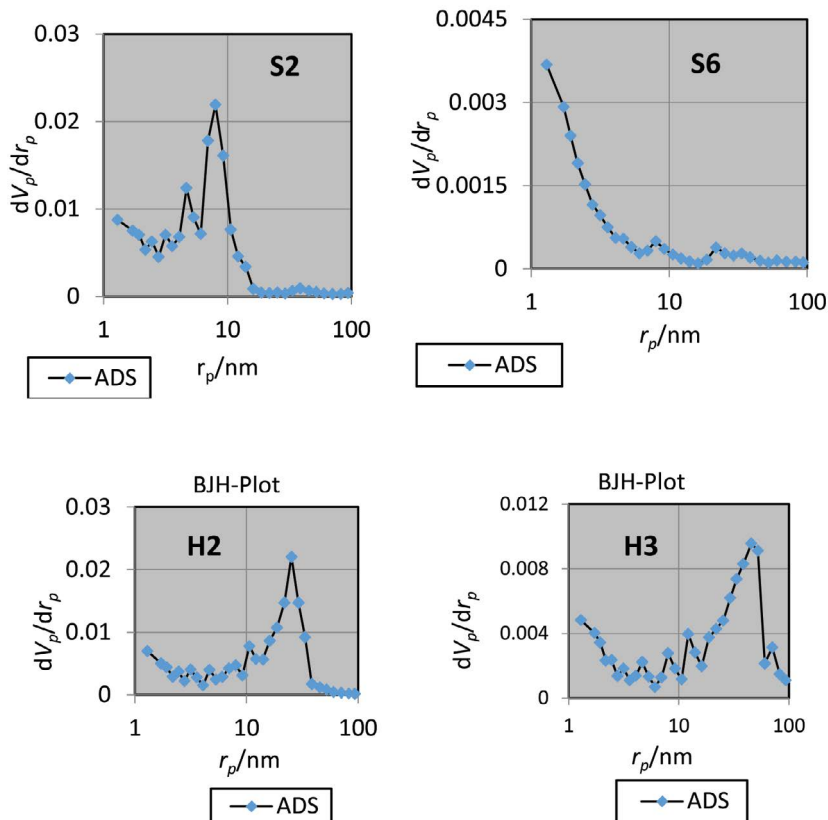 S2
0.03
0.02
0.01
0
dVp/drp
1 10 100
rp/nm
ADS
S6
0.0045
0.003
0.0015
0
dVp/drp
1 10 100
rp/nm
ADS
BJH-Plot
H2
0.03
0.02
0.01
0
dVp/drp
1 10 100
rp/nm
ADS
BJH-Plot
H3
0.012
0.008
0.004
0
dVp/drp
1 10 100
rp/nm
ADS